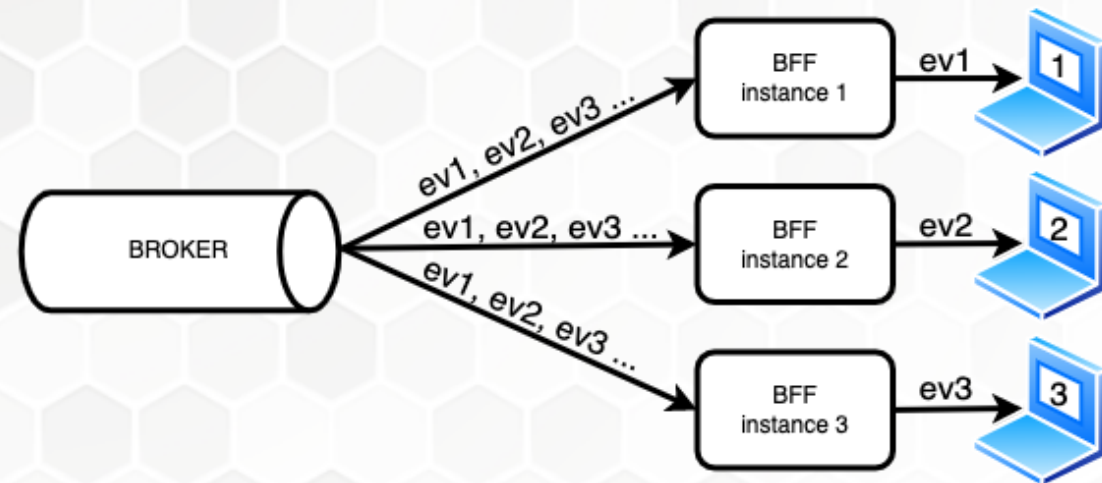 BROKER
ev1, ev2, ev3 ...
ev1, ev2, ev3 ...
ev1, ev2, ev3 ...
BFF
instance 1
ev1
1
BFF
instance 2
ev2
2
BFF
instance 3
ev3
3